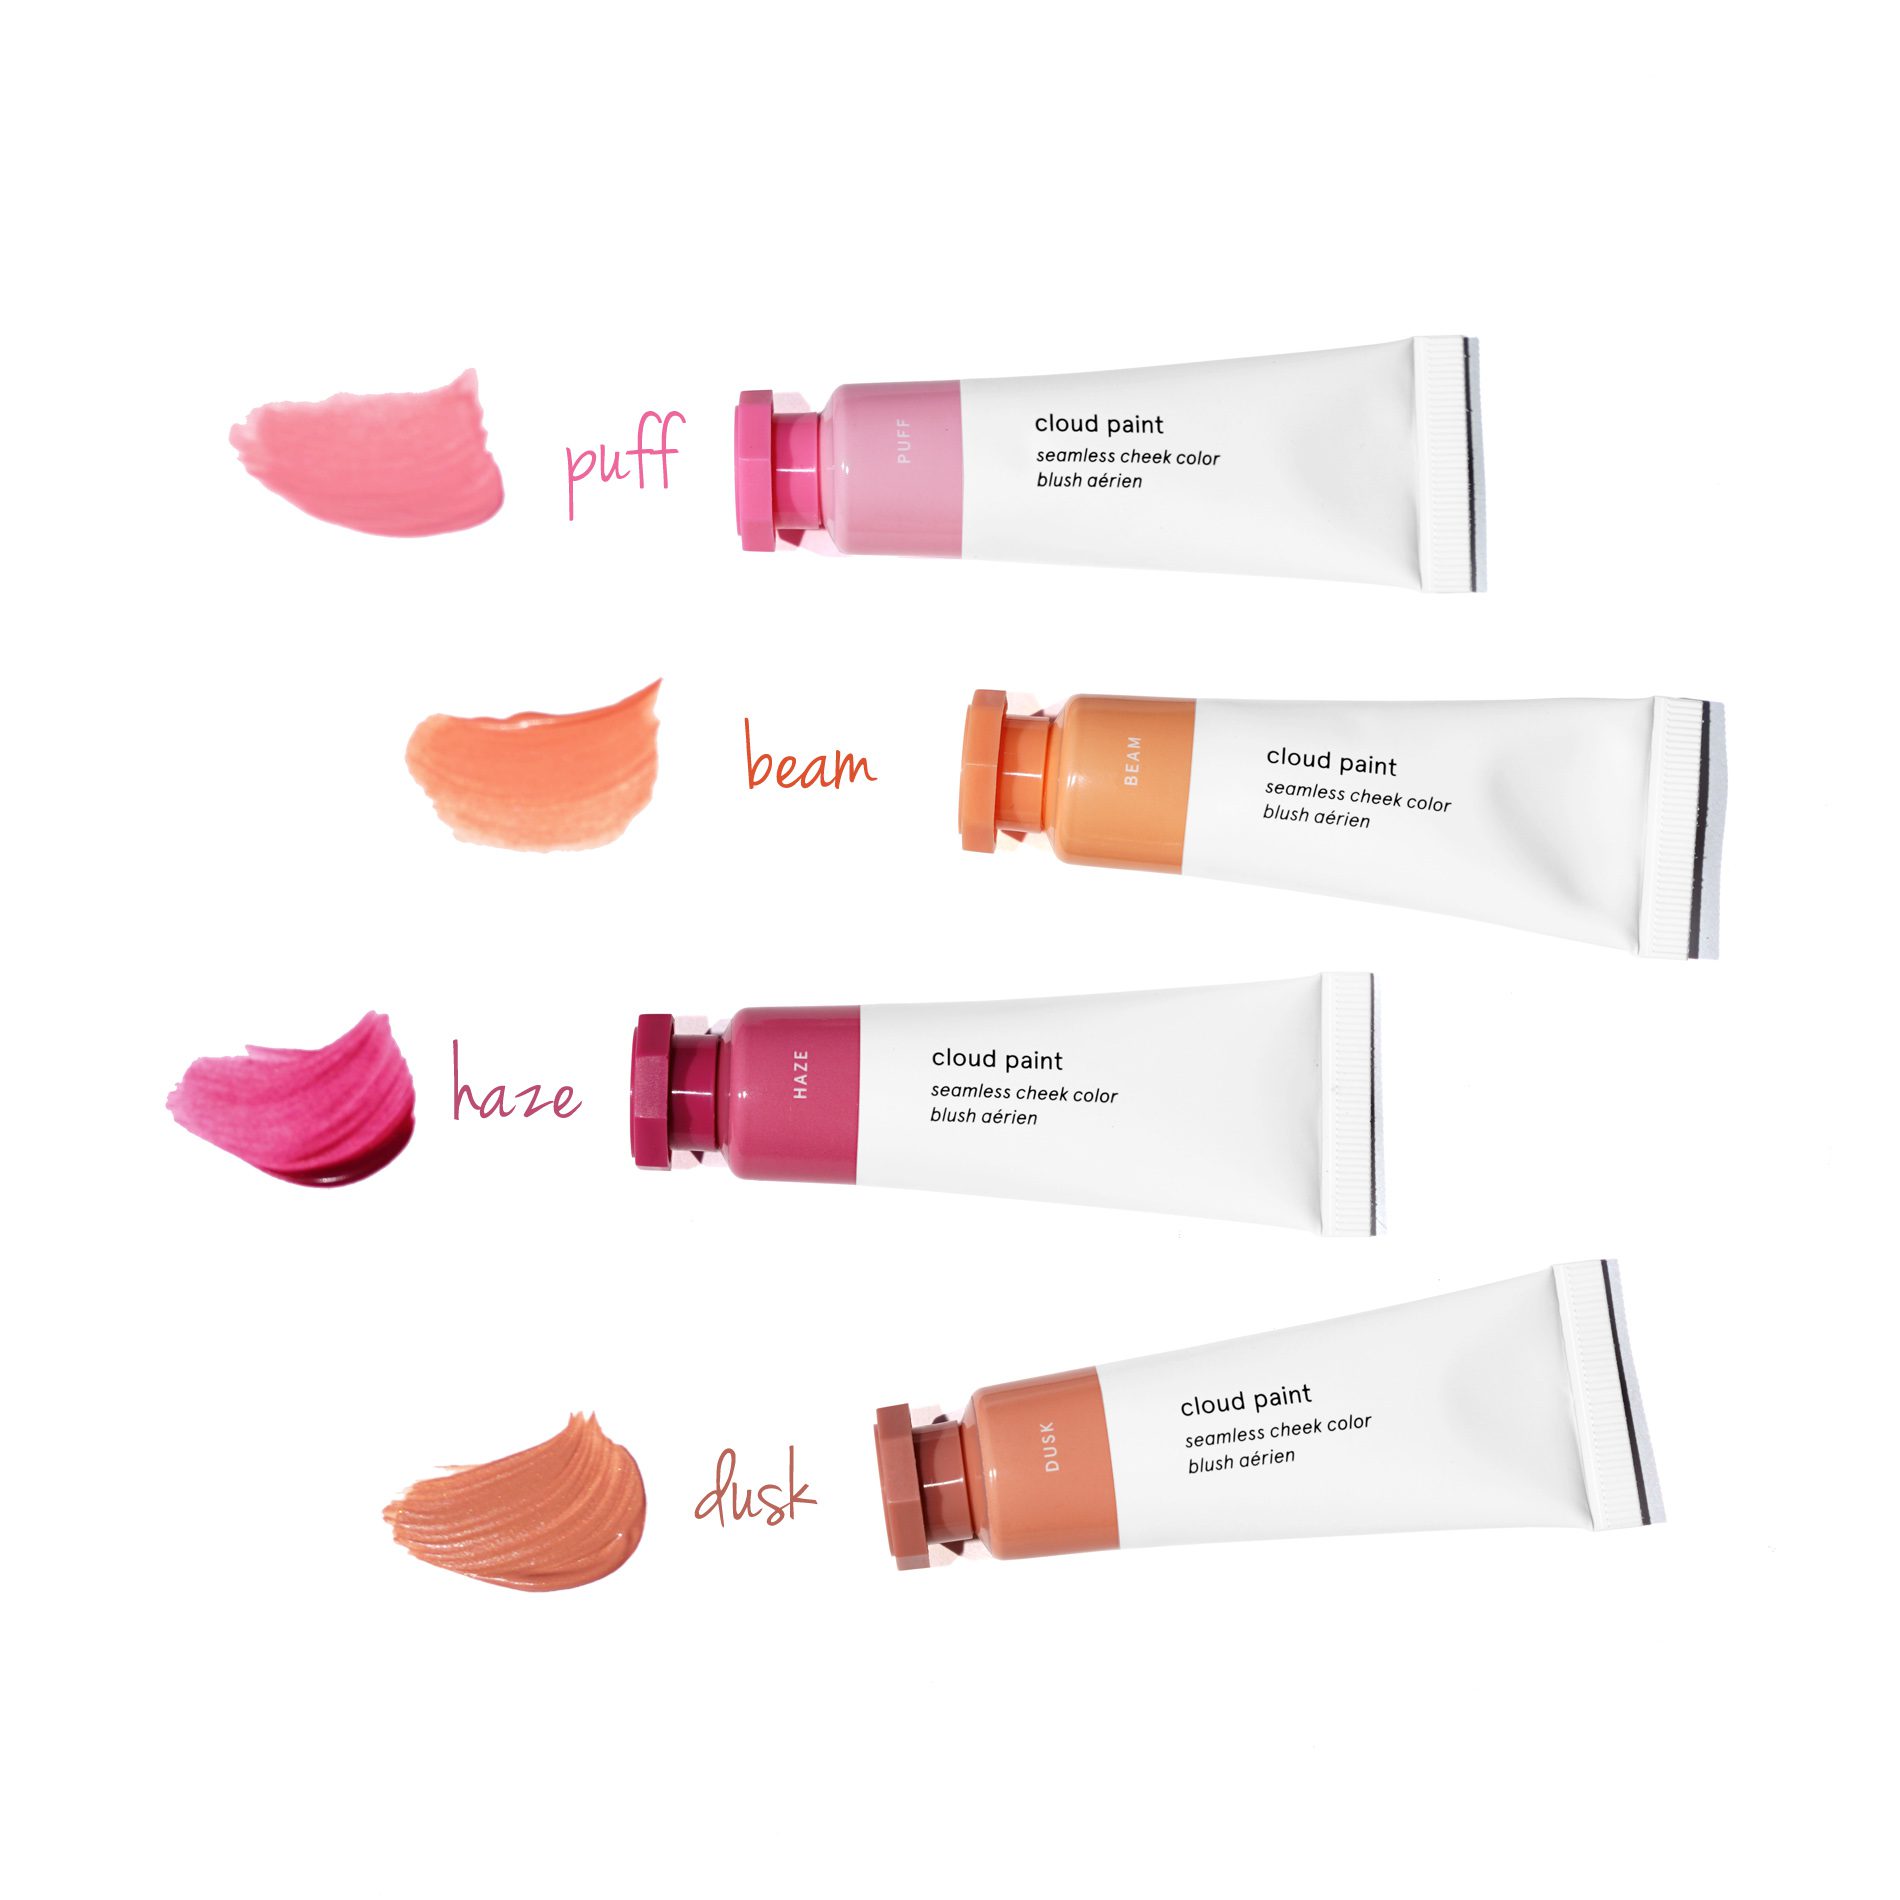 puff
PUFF
cloud paint
seamless cheek color
blush aérien
beam
BEAM
cloud paint
seamless cheek color
blush aérien
haze
HAZE
cloud paint
seamless cheek color
blush aérien
dusk
DUSK
cloud paint
seamless cheek color
blush aérien